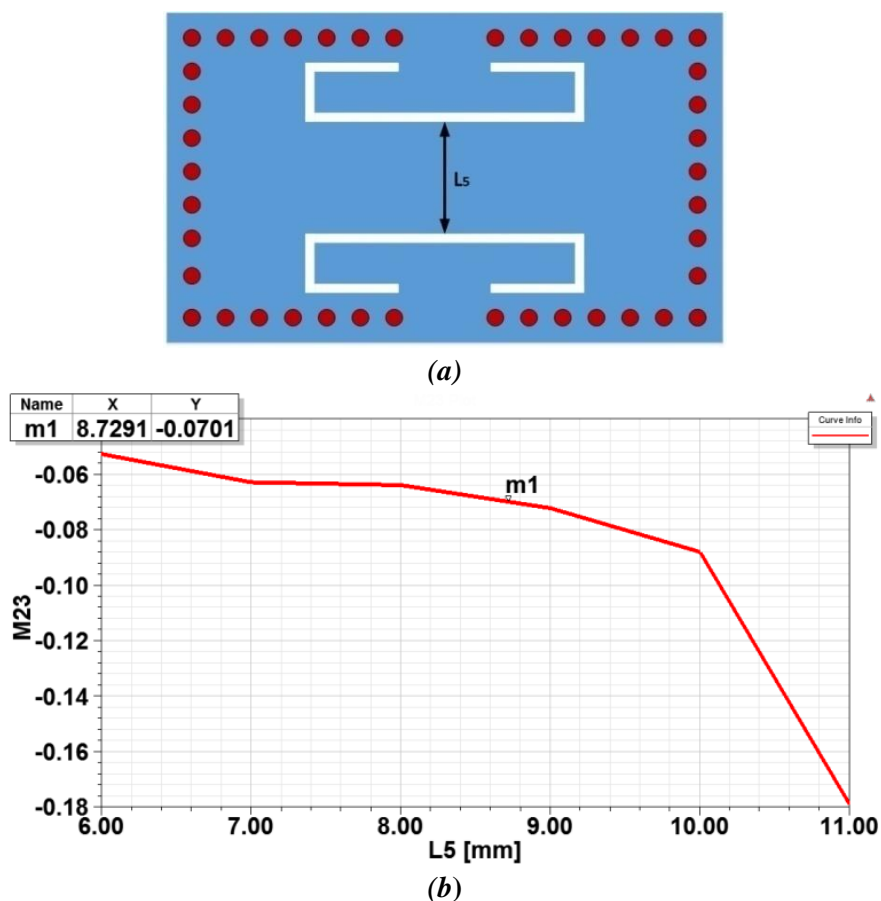 L5
(a)
Name X Y
m1 8.7291 -0.0701
Curve Info
m1
M23
-0.06
-0.08
-0.10
-0.12
-0.14
-0.16
-0.18
6.00 7.00 8.00 9.00 10.00 11.00
L5 [mm]
(b)